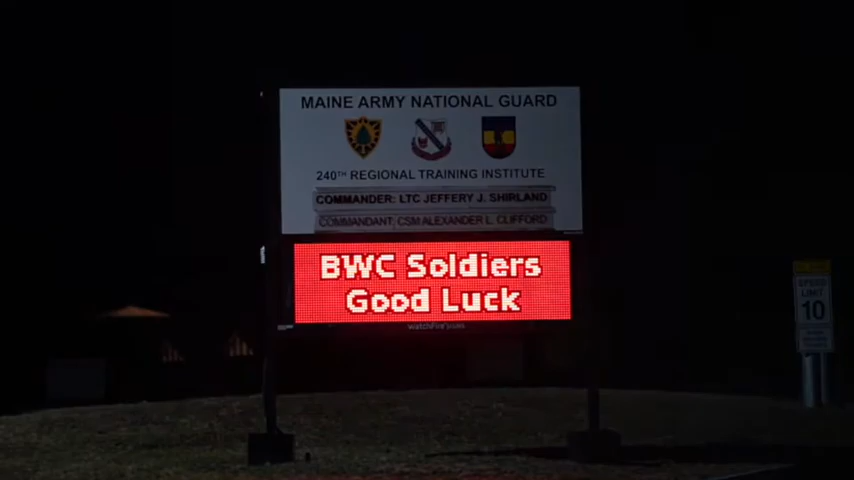 MAINE ARMY NATIONAL GUARD
240TH REGIONAL TRAINING INSTITUTE
COMMANDER: LTC JEFFERY J. SHIRLAND
COMMANDANT: CSM ALEXANDER L. CLIFFORD
BWC Soldiers
Good Luck
watchfire
SPEED
LIMIT
10